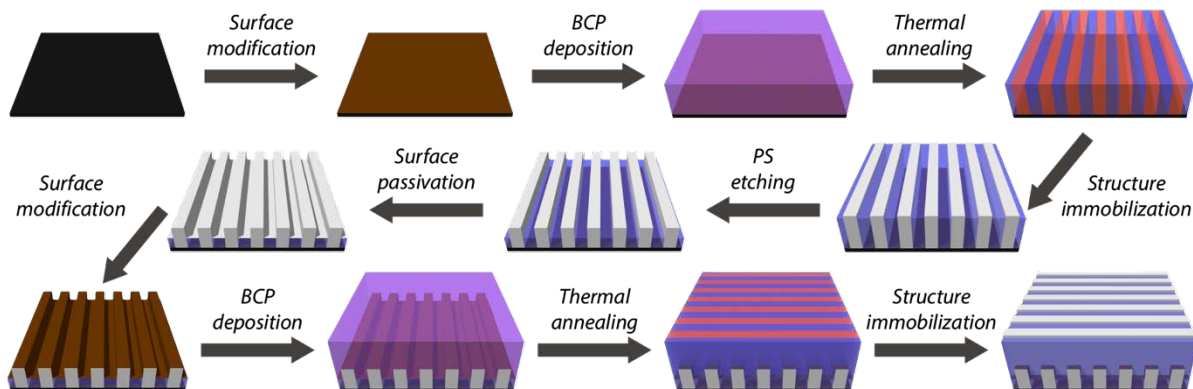 Surface
modification
BCP
deposition
Thermal
annealing
Structure
immobilization
PS
etching
Surface
passivation
Surface
modification
BCP
deposition
Thermal
annealing
Structure
immobilization